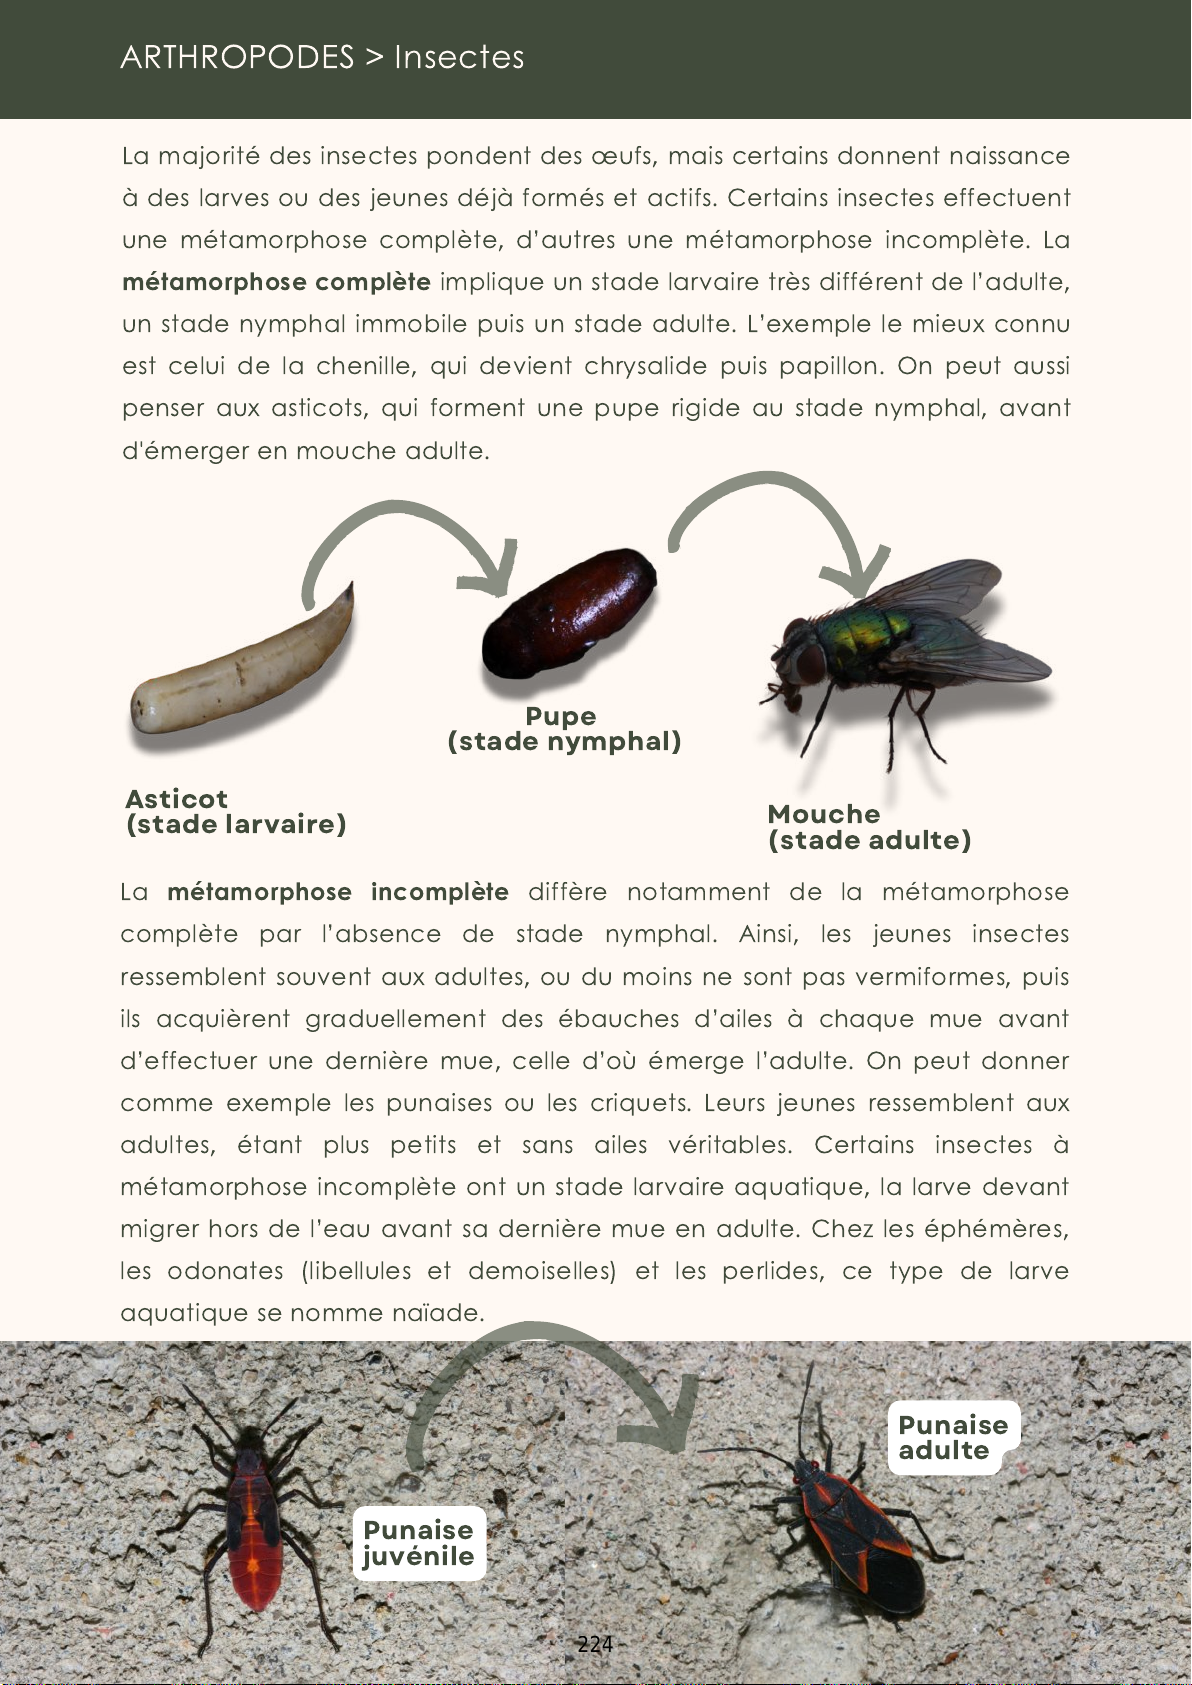 ARTHROPODES > Insectes
La majorité des insectes pondent des œufs, mais certains donnent naissance
à des larves ou des jeunes déjà formés et actifs. Certains insectes effectuent
une métamorphose complète, d’autres une métamorphose incomplète. La
métamorphose complète implique un stade larvaire très différent de l’adulte,
un stade nymphal immobile puis un stade adulte. L’exemple le mieux connu
est celui de la chenille, qui devient chrysalide puis papillon. On peut aussi
penser aux asticots, qui forment une pupe rigide au stade nymphal, avant
d'émerger en mouche adulte.
Pupe
(stade nymphal)
Asticot
(stade larvaire)
Mouche
(stade adulte)
La métamorphose incomplète diffère notamment de la métamorphose
complète par l’absence de stade nymphal. Ainsi, les jeunes insectes
ressemblent souvent aux adultes, ou du moins ne sont pas vermiformes, puis
ils acquièrent graduellement des ébauches d’ailes à chaque mue avant
d’effectuer une dernière mue, celle d’où émerge l’adulte. On peut donner
comme exemple les punaises ou les criquets. Leurs jeunes ressemblent aux
adultes, étant plus petits et sans ailes véritables. Certains insectes à
métamorphose incomplète ont un stade larvaire aquatique, la larve devant
migrer hors de l’eau avant sa dernière mue en adulte. Chez les éphémères,
les odonates (libellules et demoiselles) et les perlides, ce type de larve
aquatique se nomme naïade.
Punaise
adulte
Punaise
juvénile
224